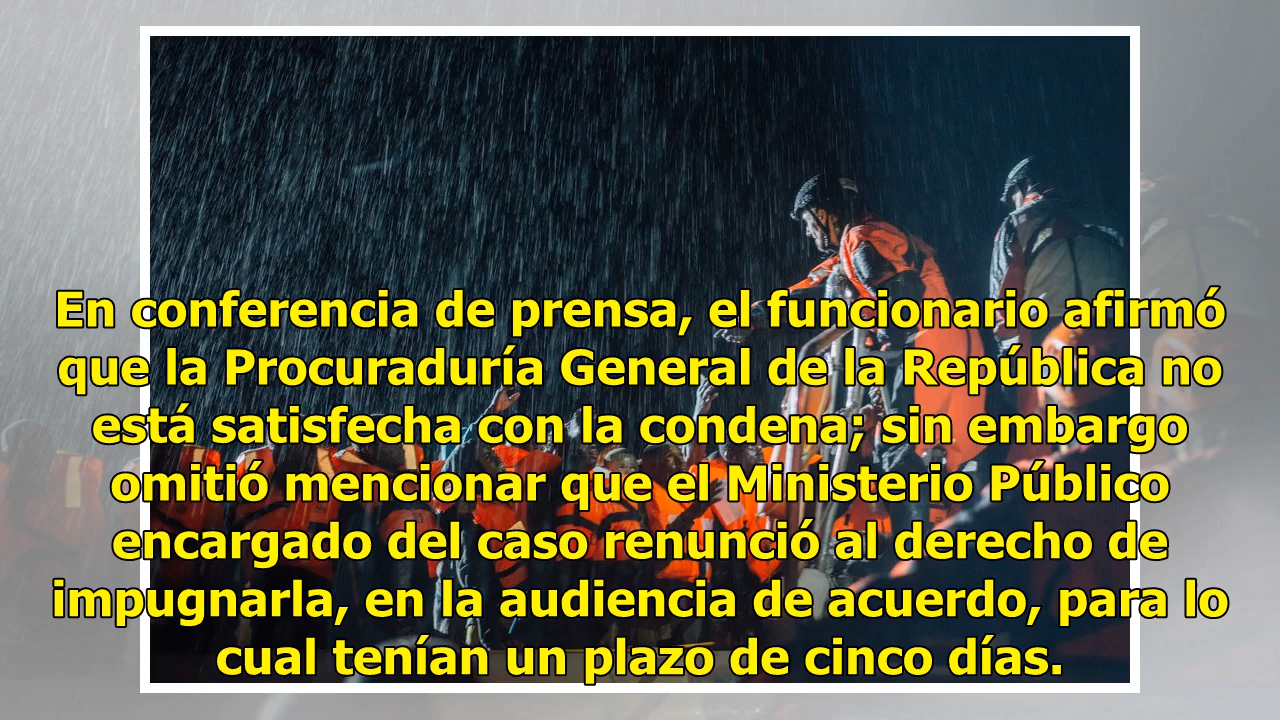 En conferencia de prensa, el funcionario afirmó
que la Procuraduría General de la República no
está satisfecha con la condena; sin embargo
omitió mencionar que el Ministerio Público
encargado del caso renunció al derecho de
impugnarla, en la audiencia de acuerdo, para lo
cual tenían un plazo de cinco días.